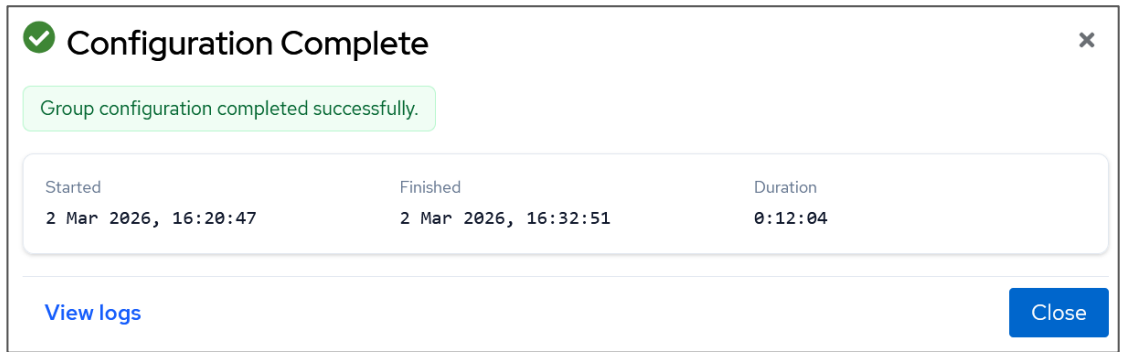 Configuration Complete
Group configuration completed successfully.
Started Finished Duration
2 Mar 2026, 16:20:47 2 Mar 2026, 16:32:51 0:12:04
View logs Close